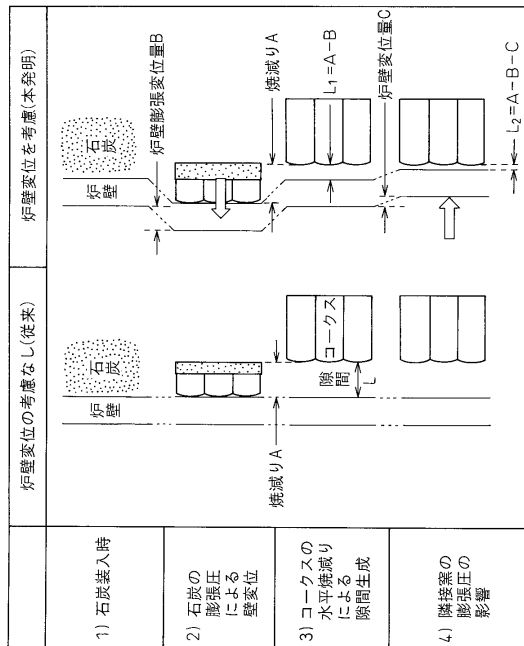 炉壁変位の考慮なし(従来)
炉壁変位を考慮(本発明)
1) 石炭装入時
石炭
炉壁
石炭
炉壁
2) 石炭の
膨張圧
による
壁変位
炉壁膨張変位量B
焼減りA
焼減りA
3) コークスの
水平焼減り
による
隙間生成
コークス
隙間
L
L₁=A-B
炉壁変位量C
4) 隣接窯の
膨張圧の
影響
L₂=A-B-C